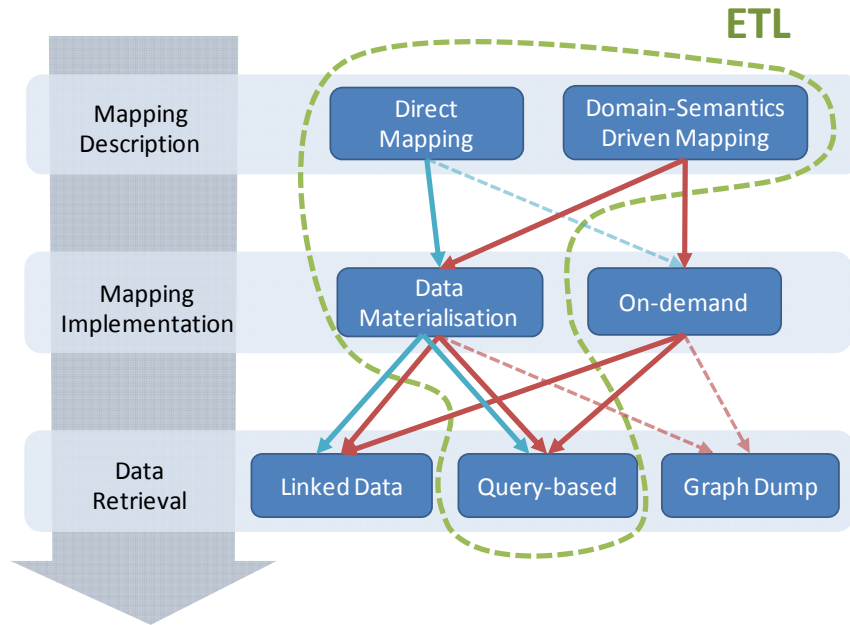 ETL
Mapping
Description
Direct
Mapping
Domain-Semantics
Driven Mapping
Mapping
Implementation
Data
Materialisation
On-demand
Data
Retrieval
Linked Data
Query-based
Graph Dump